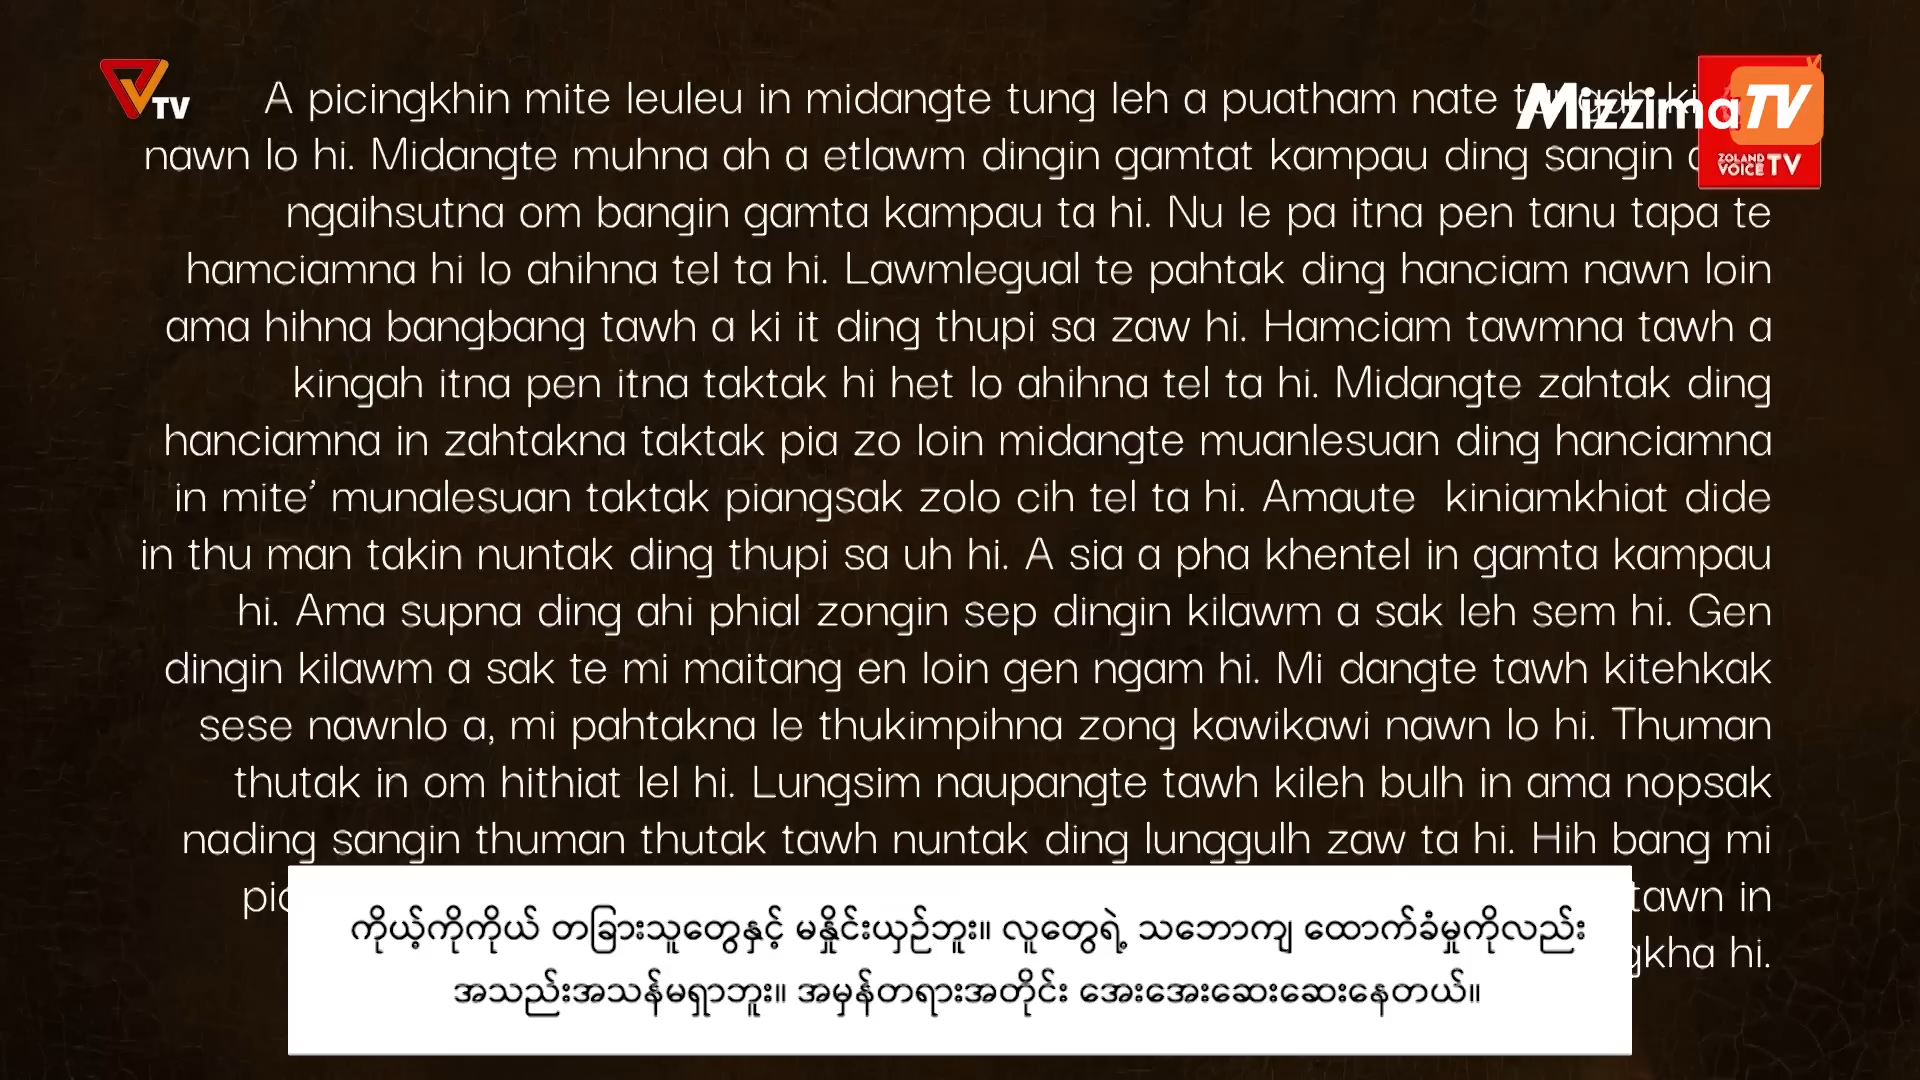 TV
Mizzima TV
ZOLAND VOICE TV
A picingkhin mite leuleu in midangte tung leh a puatham nate
nawn lo hi. Midangte muhna ah a etlawm dingin gamtat kampau ding sangin
ngaihsutna om bangin gamta kampau ta hi. Nu le pa itna pen tanu tapa te
hamciamna hi lo ahihna tel ta hi. Lawmlegual te pahtak ding hanciam nawn loin
ama hihna bangbang tawh a ki it ding thupi sa zaw hi. Hamciam tawmna tawh a
kingah itna pen itna taktak hi het lo ahihna tel ta hi. Midangte zahtak ding
hanciamna in zahtakna taktak pia zo loin midangte muanlesuan ding hanciamna
in mite’ munalesuan taktak piangsak zolo cih tel ta hi. Amaute kiniamkhiat dide
in thu man takin nuntak ding thupi sa uh hi. A sia a pha khentel in gamta kampau
hi. Ama supna ding ahi phial zongin sep dingin kilawm a sak leh sem hi. Gen
dingin kilawm a sak te mi maitang en loin gen ngam hi. Mi dangte tawh kitehkak
sese nawnlo a, mi pahtakna le thukimpihna zong kawikawi nawn lo hi. Thuman
thutak in om hithiat lel hi. Lungsim naupangte tawh kileh bulh in ama nopsak
nading sangin thuman thutak tawh nuntak ding lunggulh zaw ta hi. Hih bang mi
tawn in
hi.
ကိုယ့်ကိုကိုယ် တခြားသူတွေနှင့် မနှိုင်းယှဉ်ဘူး။ လူတွေရဲ့ သဘောကျ ထောက်ခံမှုကိုလည်း
အသည်းအသန်မရှာဘူး။ အမှန်တရားအတိုင်း အေးအေးဆေးဆေးနေတယ်။